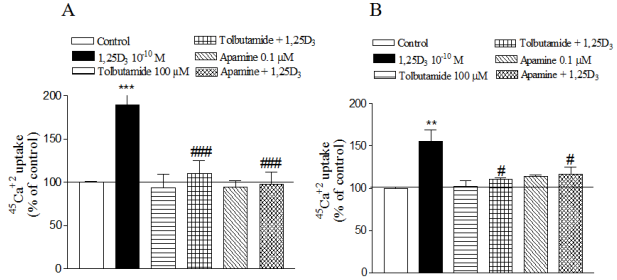 A
Control
1,25D₃ 10⁻¹⁰ M
Tolbutamide 100 μM
Tolbutamide + 1,25D₃
Apamine 0.1 μM
Apamine + 1,25D₃
⁴⁵Ca⁺² uptake
(% of control)
200
150
100
50
0
***
###
###
B
Control
1,25D₃ 10⁻¹⁰ M
Tolbutamide 100 μM
Tolbutamide + 1,25D₃
Apamine 0.1 μM
Apamine + 1,25D₃
⁴⁵Ca⁺² uptake
(% of control)
200
150
100
50
0
**
#
#